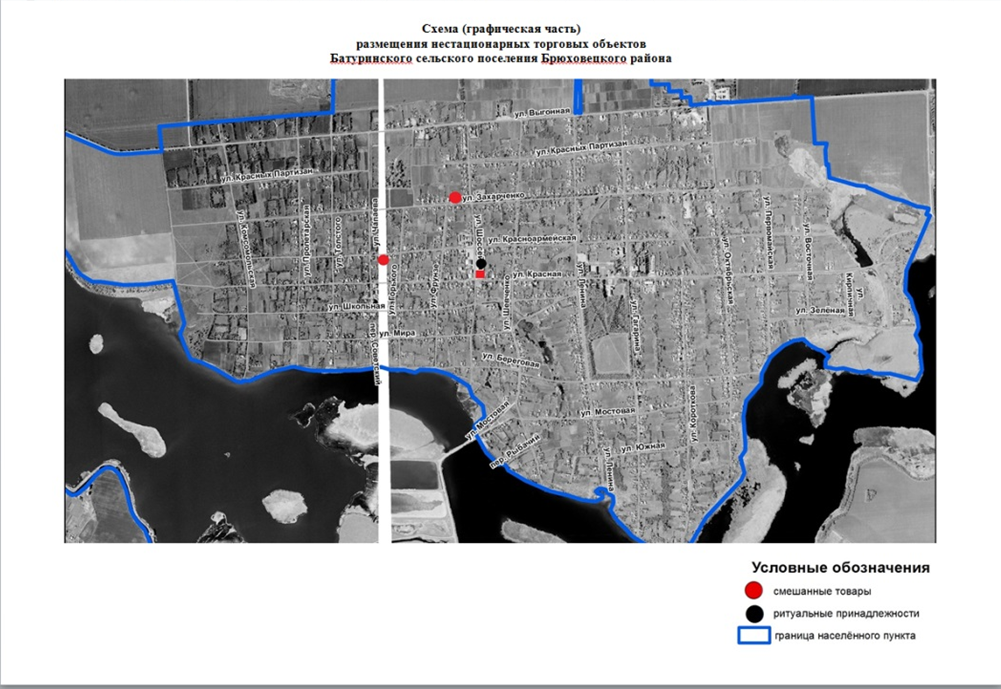 Схема (графическая часть)
размещения нестационарных торговых объектов
Батуринского сельского поселения Брюховецкого района
ул. Выгонная
ул. Красных Партизан
ул. Красных Партизан
ул. Захарченко
ул. Комсомольская
ул. Пролетарская
ул. Толстого
ул. Чапаева
ул. Красноармейская
ул. Первомайская
ул. Октябрьская
ул. Восточная
ул. Горького
ул. Фрунзе
ул. Красная
ул. Шевченко
ул. Ленина
ул. Гагарина
ул. Кирпичная
ул. Зеленая
ул. Школьная
ул. Мира
пер. Советский
ул. Береговая
ул. Короткова
ул. Мостовая
ул. Мостовая
пер. Рыбачий
ул. Южная
ул. Ленина
Условные обозначения
смешанные товары
ритуальные принадлежности
граница населённого пункта